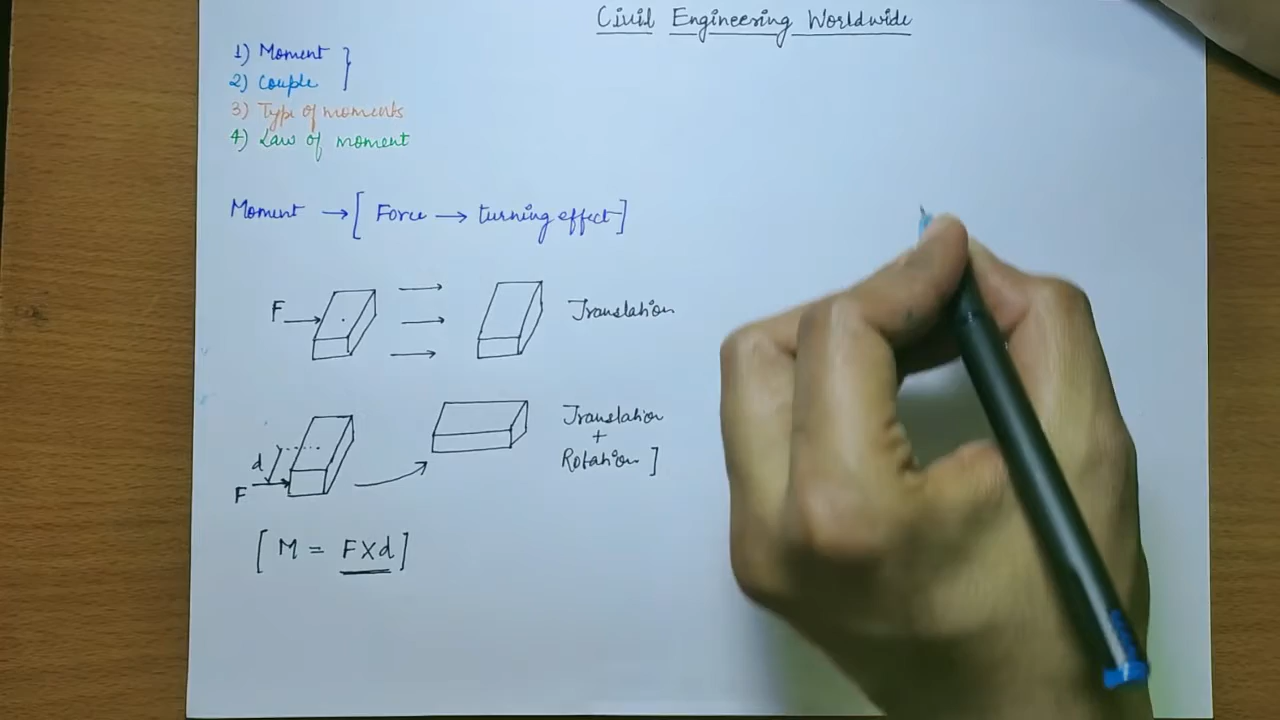 Civil Engineering Worldwide
1) Moment
2) Couple
3) Type of moments
4) Law of moment
Moment → [ Force → turning effect ]
F
Translation
Translation
+
Rotation ]
d
F
[ M = F X d ]